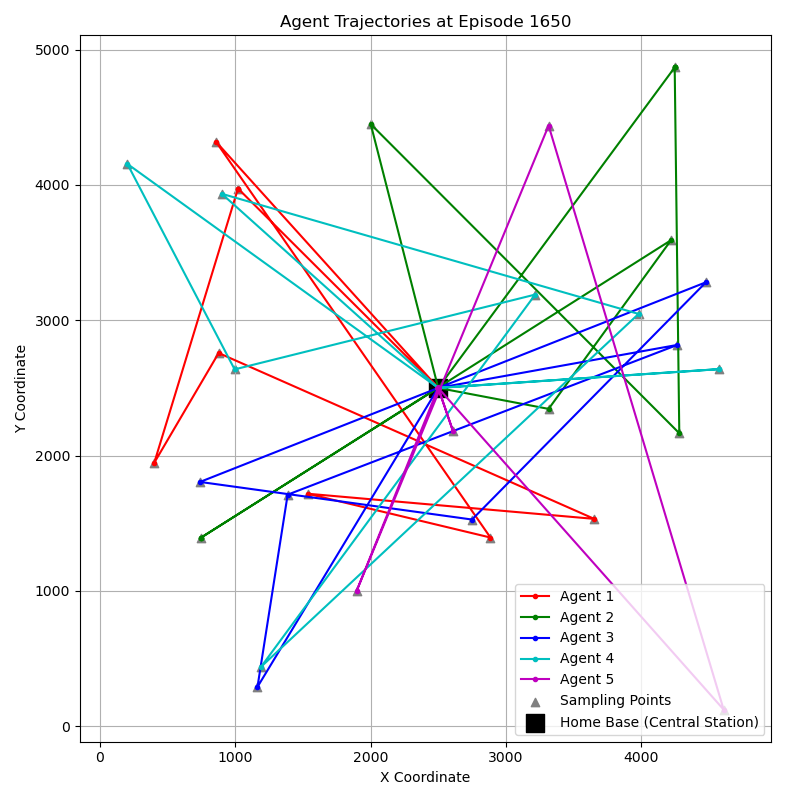 Agent Trajectories at Episode 1650
5000
4000
3000
2000
1000
0
Y Coordinate
0 1000 2000 3000 4000
X Coordinate
Agent 1
Agent 2
Agent 3
Agent 4
Agent 5
Sampling Points
Home Base (Central Station)